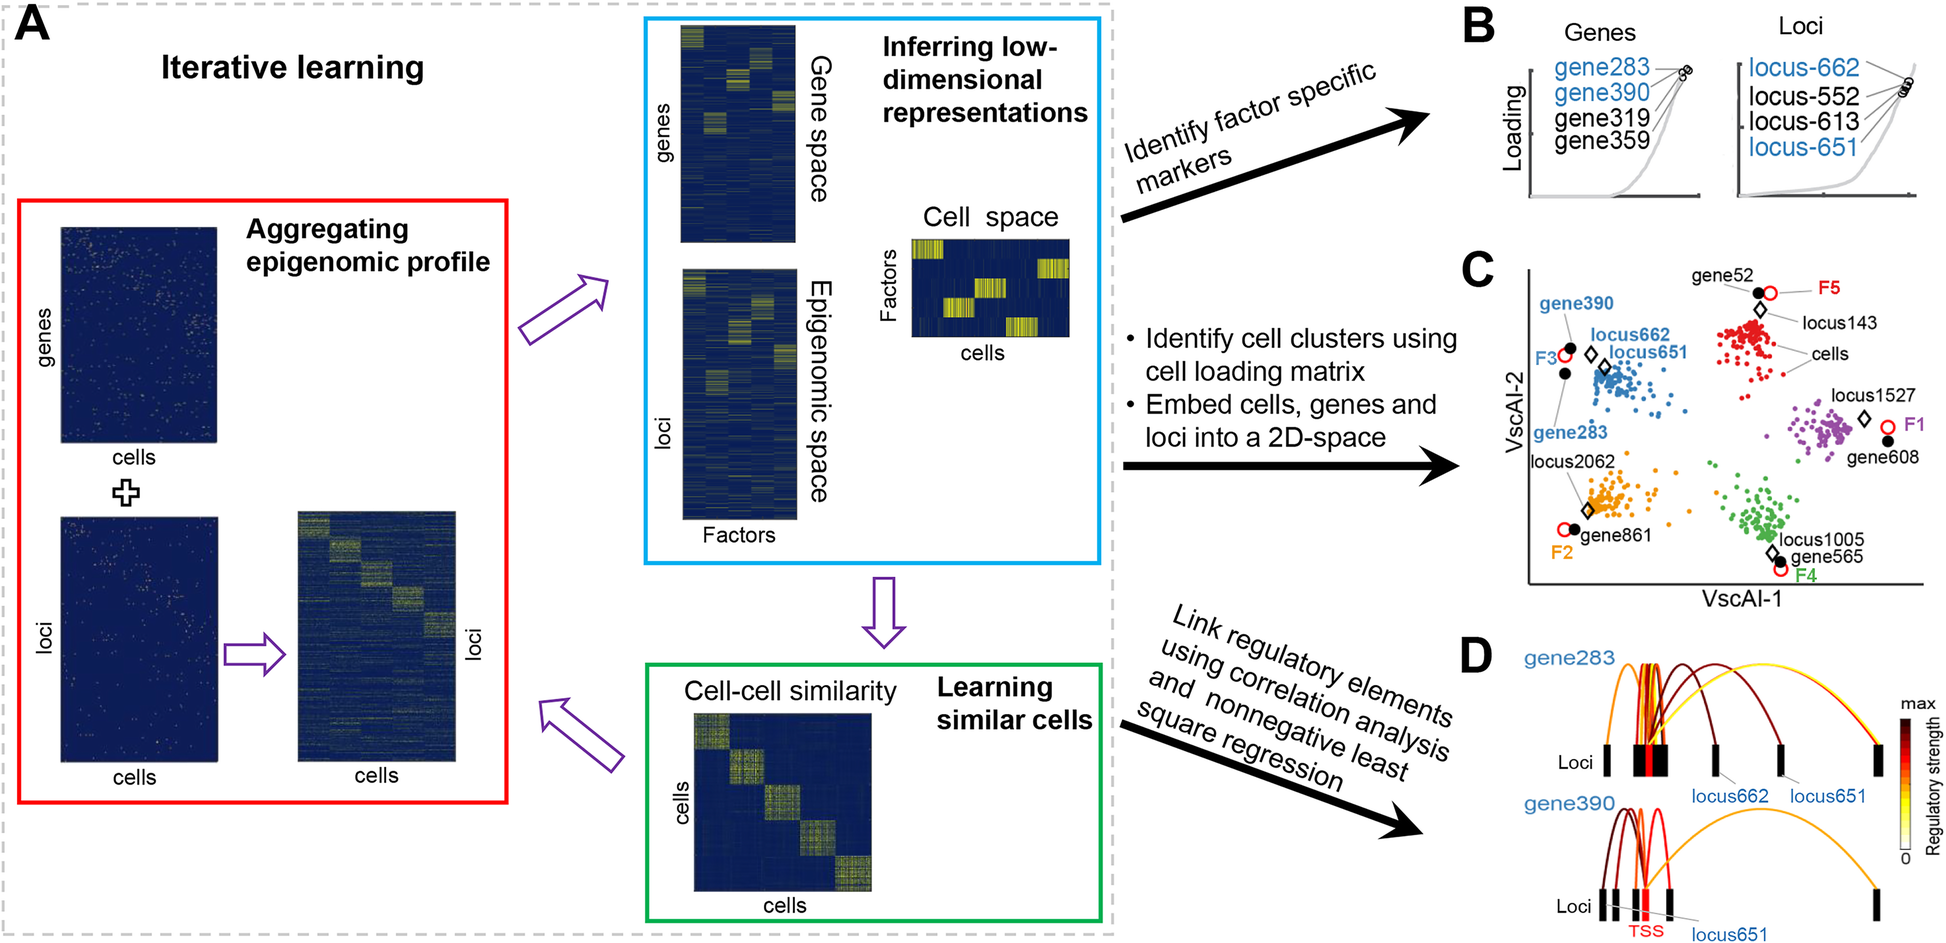 A
Iterative learning
Aggregating
epigenomic profile
genes
cells
loci
cells
loci
cells
Inferring low-
dimensional
representations
genes
Gene space
loci
Epigenomic space
Factors
Cell space
Factors
cells
Cell-cell similarity
Learning
similar cells
cells
cells
Identify factor specific
markers
• Identify cell clusters using
cell loading matrix
• Embed cells, genes and
loci into a 2D-space
Link regulatory elements
using correlation analysis
and nonnegative least
square regression
B
Genes
Loading
gene283
gene390
gene319
gene359
Loci
locus-662
locus-552
locus-613
locus-651
C
VscAI-2
gene52
F5
locus143
cells
gene390
locus662
locus651
F3
gene283
locus1527
F1
gene608
locus2062
gene861
F2
locus1005
gene565
F4
VscAI-1
D
gene283
Loci
locus662
locus651
gene390
Loci
TSS
locus651
max
0
Regulatory strength